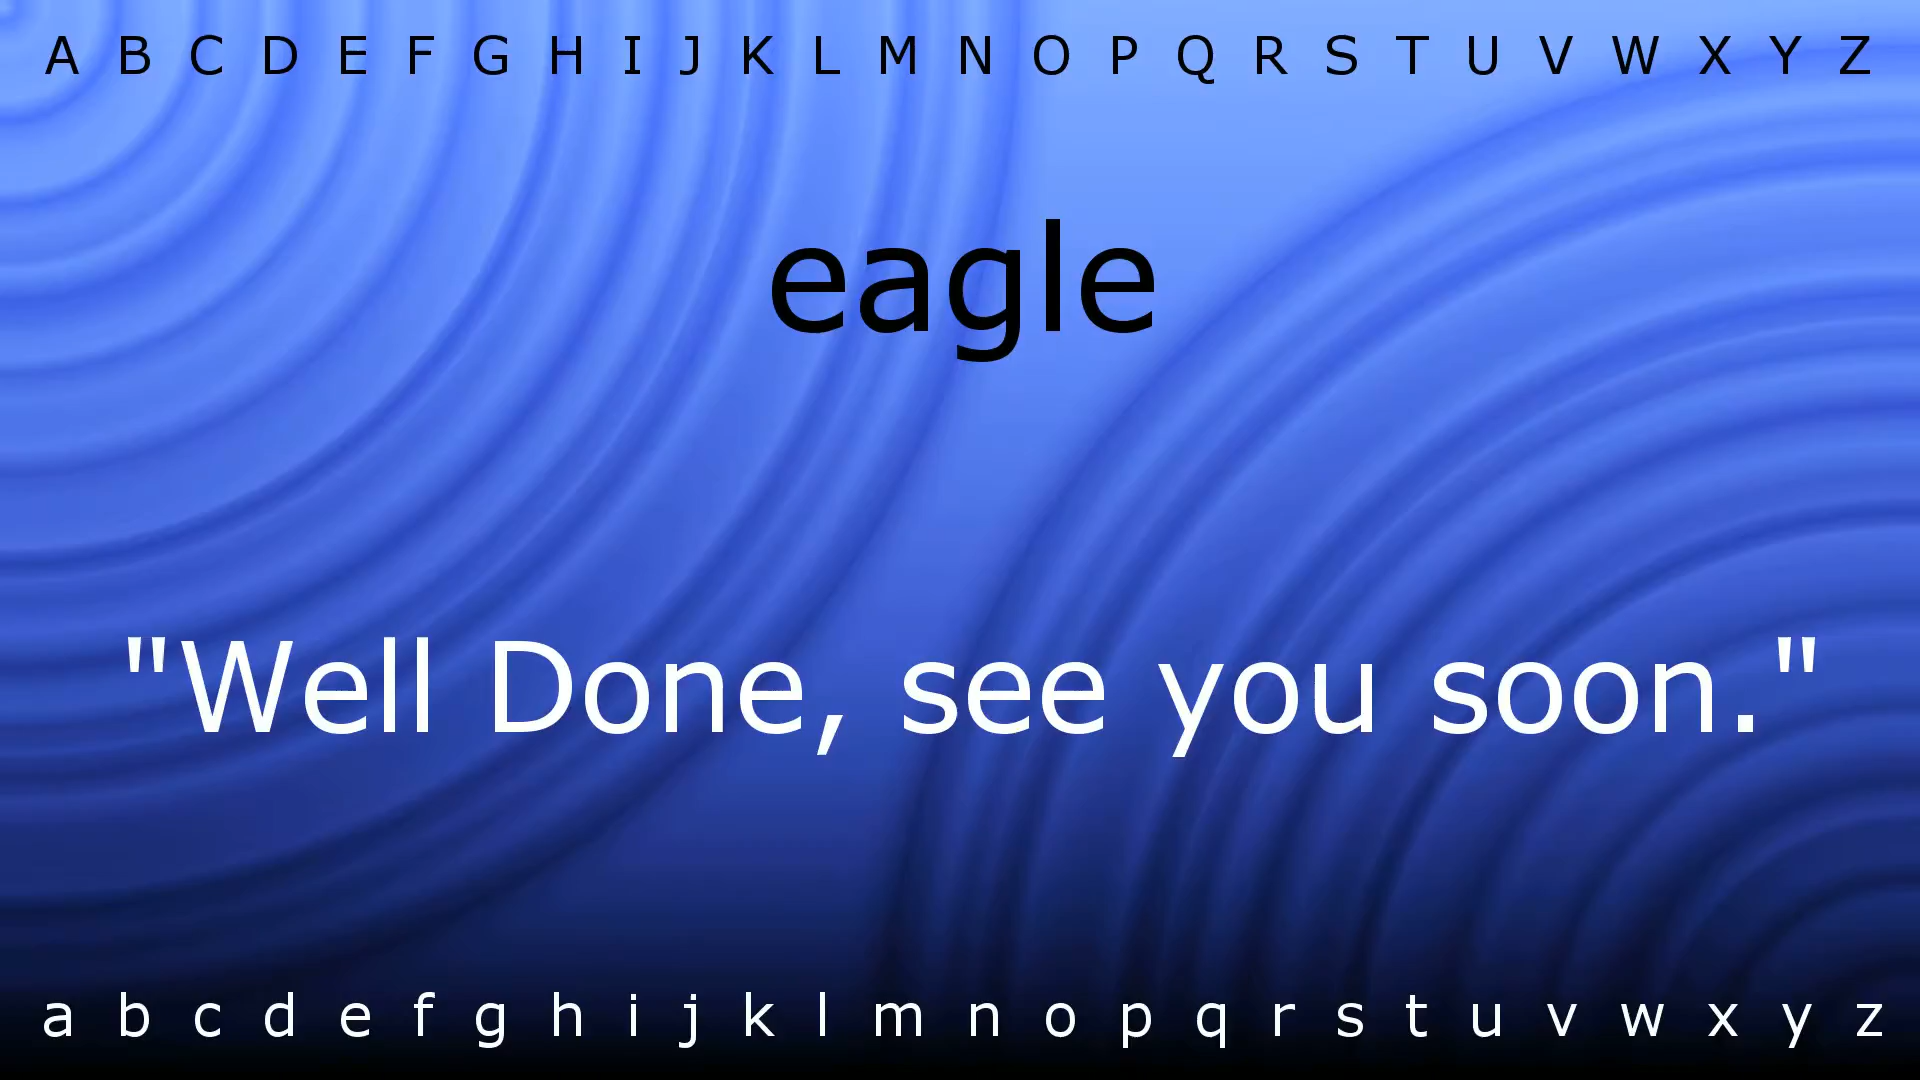 A B C D E F G H I J K L M N O P Q R S T U V W X Y Z
eagle
"Well Done, see you soon."
a b c d e f g h i j k l m n o p q r s t u v w x y z